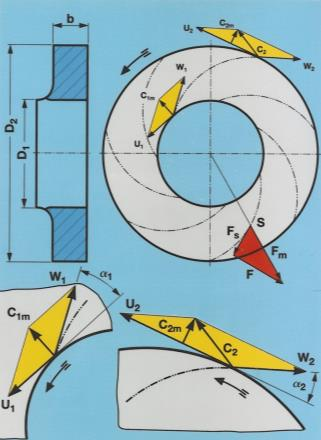 b
D₂
D₁
U₂
C₂ₘ
C₂
W₂
W₁
C₁ₘ
U₁
S
Fₛ
Fₘ
F
W₁
α₁
C₁ₘ
U₁
U₂
C₂ₘ
C₂
W₂
α₂